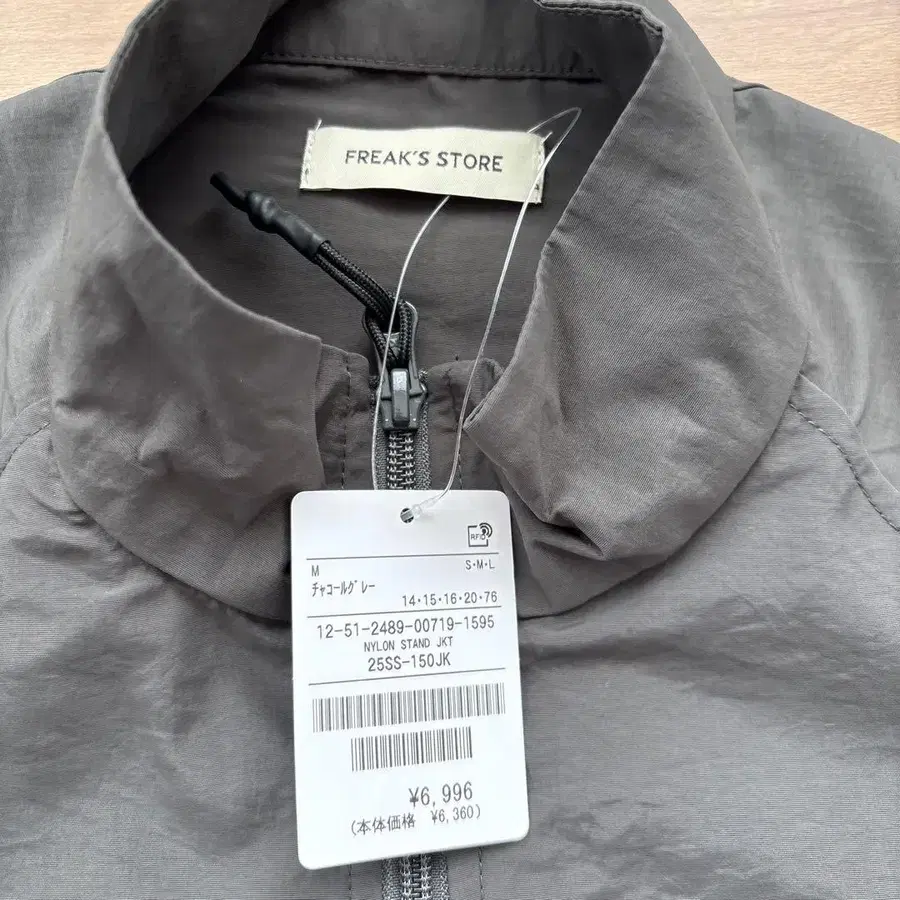 FREAK'S STORE
RFID
M S・M・L
チャコールグレー
14・15・16・20・76
12-51-2489-00719-1595
NYLON STAND JKT
25SS-150JK
¥6,996
(本体価格 ¥6,360)